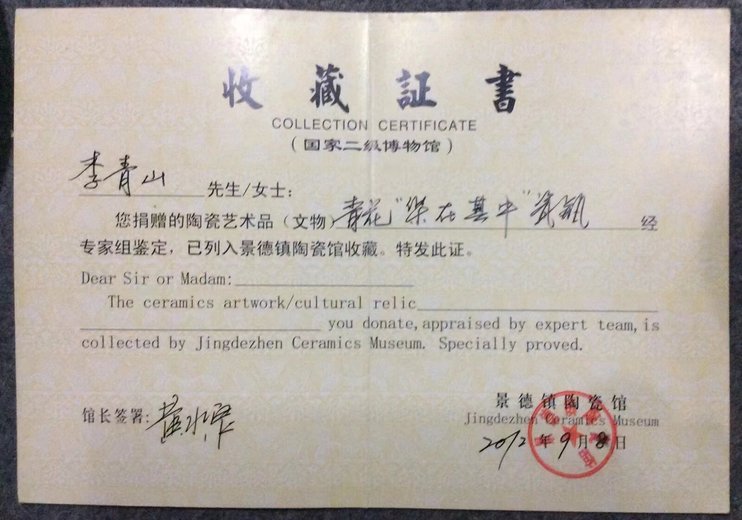 收藏証書
COLLECTION CERTIFICATE
（国家二级博物馆）
李青山 先生/女士：
您捐赠的陶瓷艺术品（文物）青花“乐在其中”瓷瓶 经
专家组鉴定，已列入景德镇陶瓷馆收藏。特发此证。
Dear Sir or Madam:
The ceramics artwork/cultural relic
you donate,appraised by expert team,is
collected by Jingdezhen Ceramics Museum. Specially proved.
馆长签署:
景德镇陶瓷馆
Jingdezhen Ceramics Museum
2012年9月8日